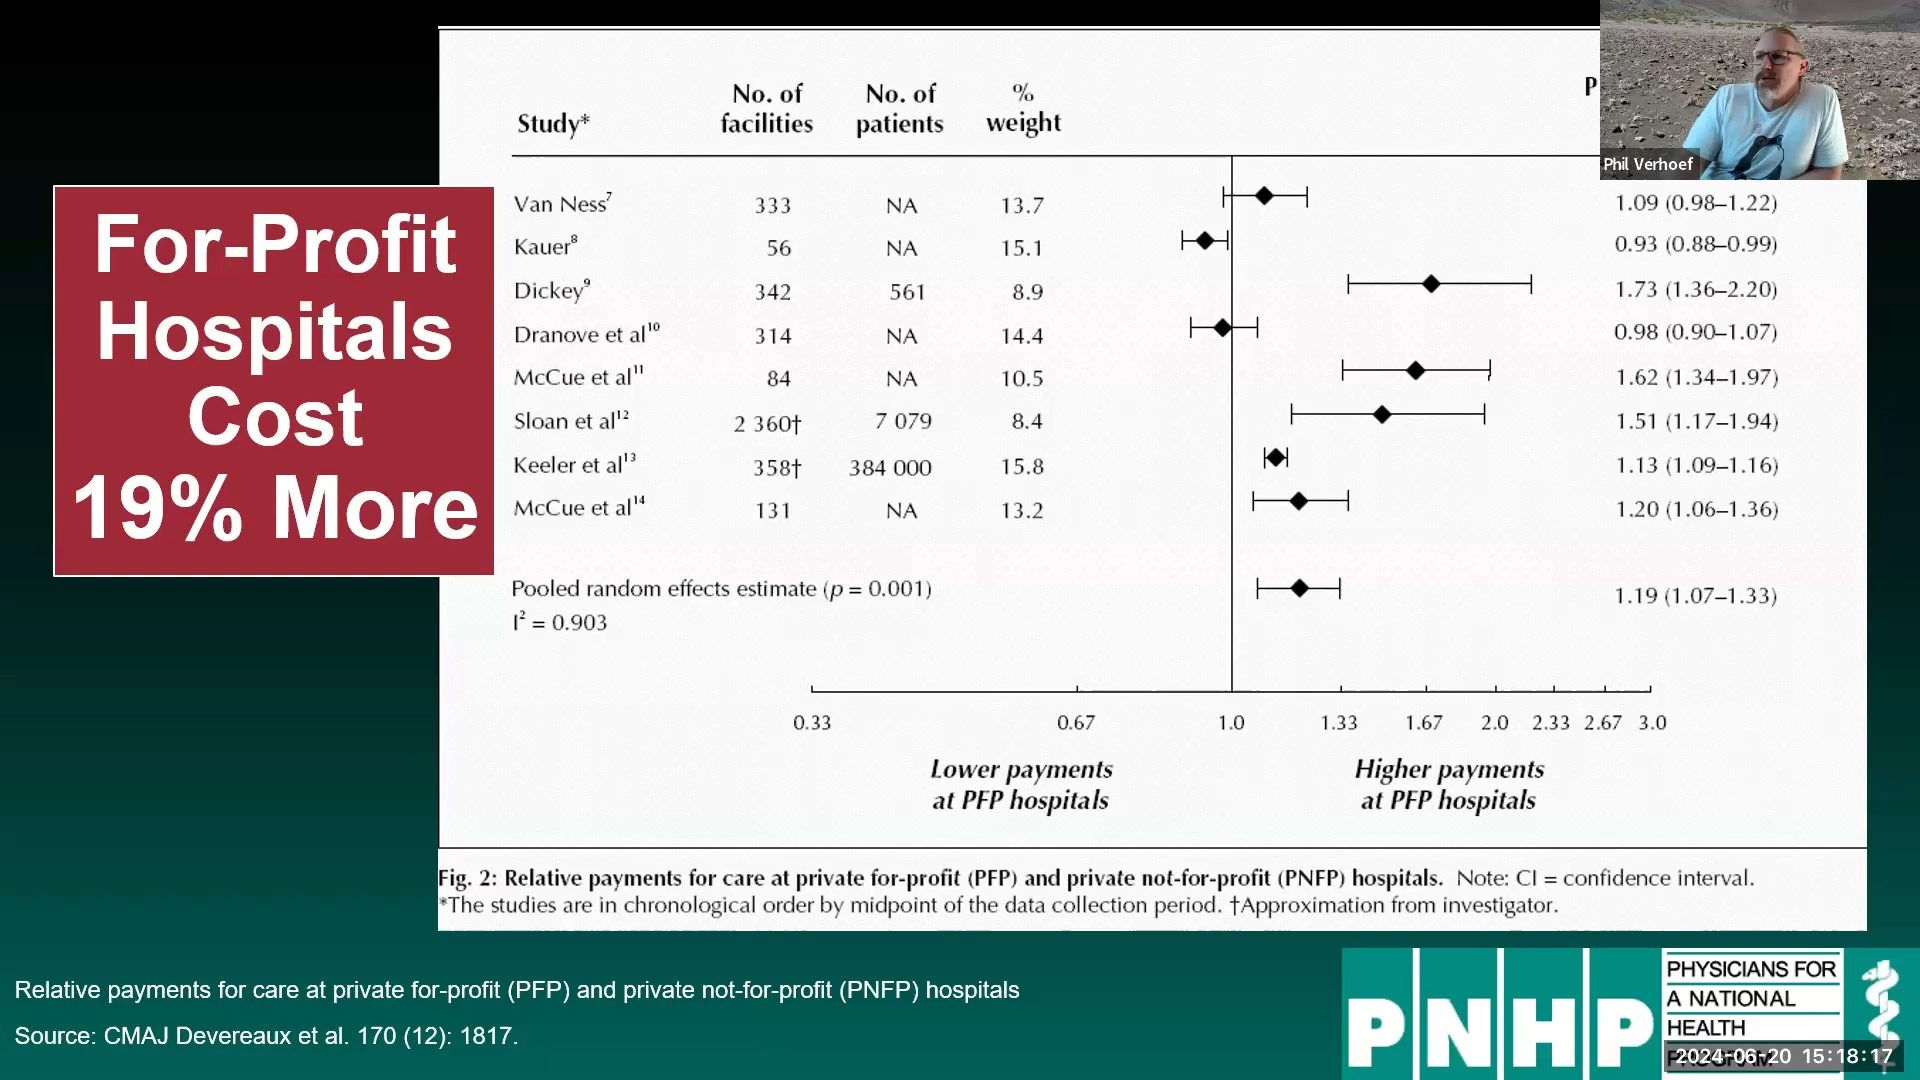 For-Profit
Hospitals
Cost
19% More
Study* No. of facilities No. of patients % weight P
Van Ness⁷ 333 NA 13.7 1.09 (0.98–1.22)
Kauer⁸ 56 NA 15.1 0.93 (0.88–0.99)
Dickey⁹ 342 561 8.9 1.73 (1.36–2.20)
Dranove et al¹⁰ 314 NA 14.4 0.98 (0.90–1.07)
McCue et al¹¹ 84 NA 10.5 1.62 (1.34–1.97)
Sloan et al¹² 2 360† 7 079 8.4 1.51 (1.17–1.94)
Keeler et al¹³ 358† 384 000 15.8 1.13 (1.09–1.16)
McCue et al¹⁴ 131 NA 13.2 1.20 (1.06–1.36)
Pooled random effects estimate (p = 0.001) 1.19 (1.07–1.33)
I² = 0.903
0.33 0.67 1.0 1.33 1.67 2.0 2.33 2.67 3.0
Lower payments
at PFP hospitals
Higher payments
at PFP hospitals
Fig. 2: Relative payments for care at private for-profit (PFP) and private not-for-profit (PNFP) hospitals. Note: CI = confidence interval.
*The studies are in chronological order by midpoint of the data collection period. †Approximation from investigator.
Phil Verhoef
Relative payments for care at private for-profit (PFP) and private not-for-profit (PNFP) hospitals
Source: CMAJ Devereaux et al. 170 (12): 1817.
PNHP
PHYSICIANS FOR
A NATIONAL
HEALTH
PROGRAM
2024-06-20 15:18:17